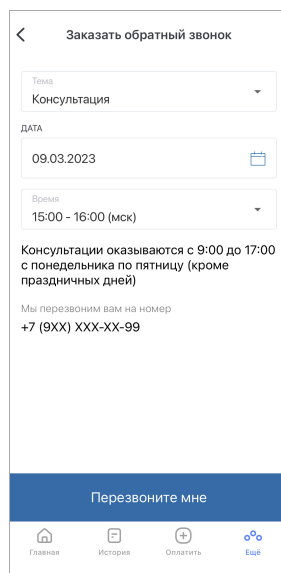 Заказать обратный звонок
Тема
Консультация
ДАТА
09.03.2023
Время
15:00 - 16:00 (мск)
Консультации оказываются с 9:00 до 17:00
с понедельника по пятницу (кроме
праздничных дней)
Мы перезвоним вам на номер
+7 (9XX) XXX-XX-99
Перезвоните мне
Главная
История
Оплатить
Ещё